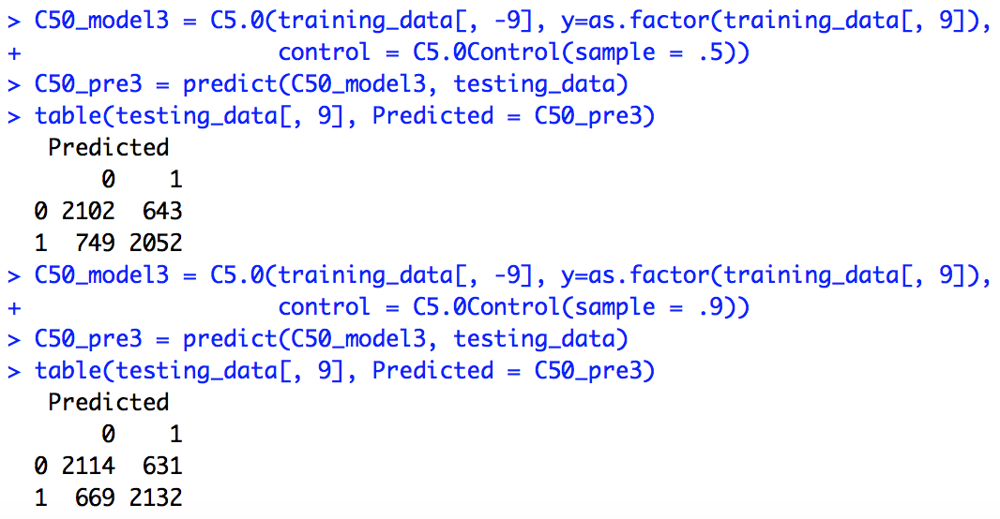 > C50_model3 = C5.0(training_data[, -9], y=as.factor(training_data[, 9]),
+                  control = C5.0Control(sample = .5))
> C50_pre3 = predict(C50_model3, testing_data)
> table(testing_data[, 9], Predicted = C50_pre3)
   Predicted
       0    1
  0 2102  643
  1  749 2052
> C50_model3 = C5.0(training_data[, -9], y=as.factor(training_data[, 9]),
+                  control = C5.0Control(sample = .9))
> C50_pre3 = predict(C50_model3, testing_data)
> table(testing_data[, 9], Predicted = C50_pre3)
   Predicted
       0    1
  0 2114  631
  1  669 2132